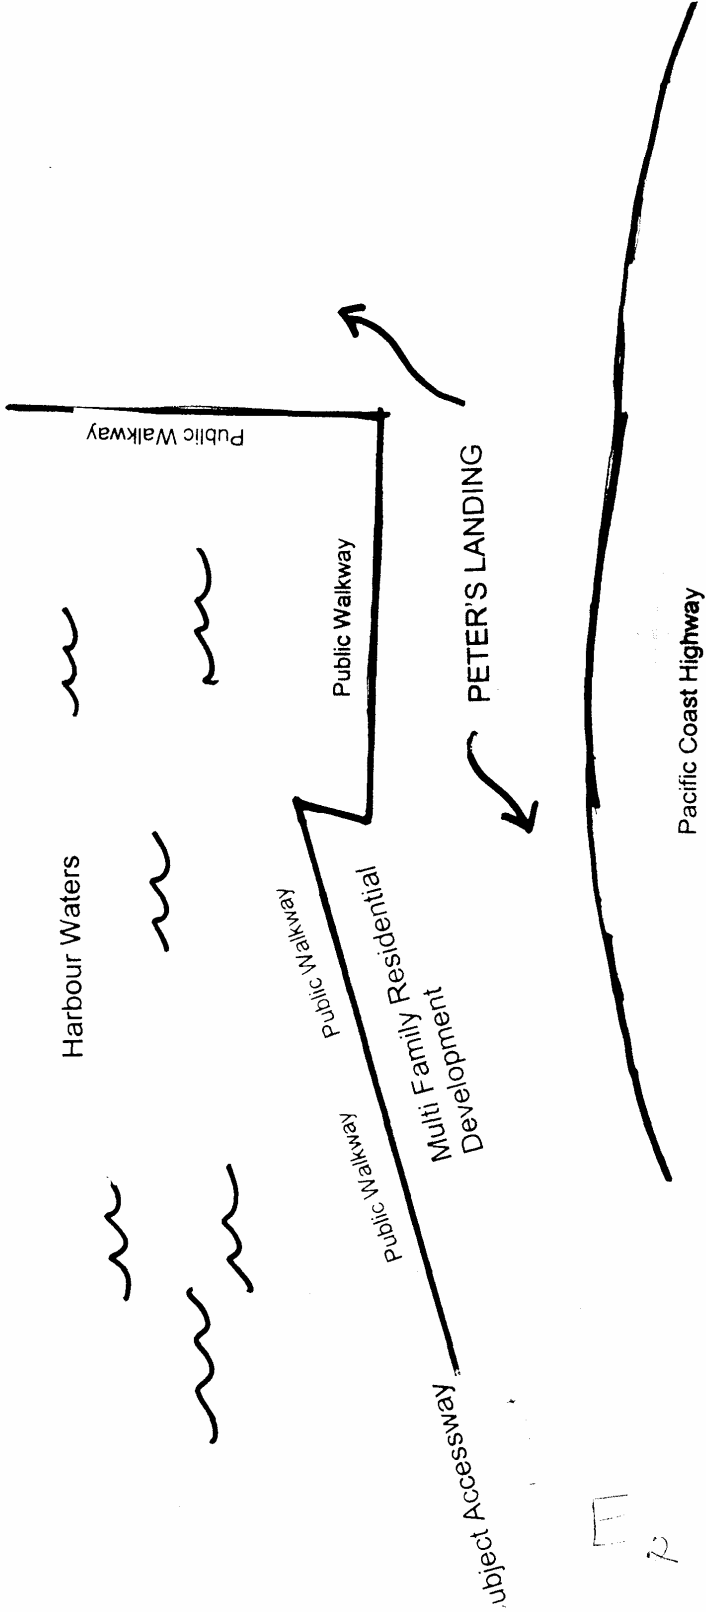 Harbour Waters
Public Walkway
Public Walkway
Public Walkway
Public Walkway
Multi Family Residential
Development
PETER'S LANDING
ubject Accessway
Pacific Coast Highway